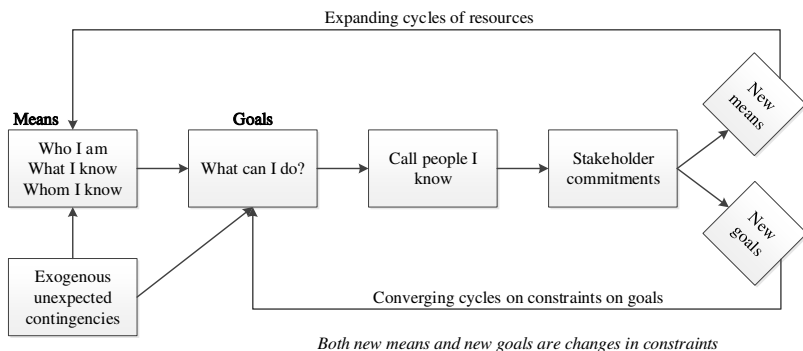 Expanding cycles of resources
Means
Goals
Who I am
What I know
Whom I know
What can I do?
Call people I
know
Stakeholder
commitments
New
means
New
goals
Exogenous
unexpected
contingencies
Converging cycles on constraints on goals
Both new means and new goals are changes in constraints